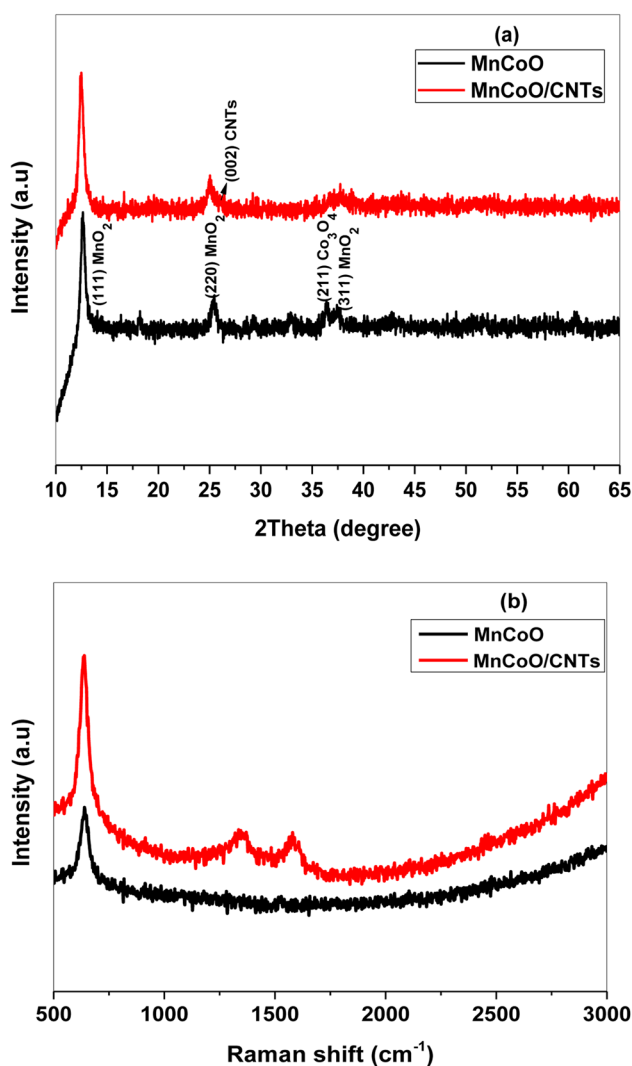 (a)
MnCoO
MnCoO/CNTs
(111) MnO₂
(220) MnO₂
(002) CNTs
(211) Co₃O₄
(311) MnO₂
Intensity (a.u)
10 15 20 25 30 35 40 45 50 55 60 65
2Theta (degree)
(b)
MnCoO
MnCoO/CNTs
Intensity (a.u)
500 1000 1500 2000 2500 3000
Raman shift (cm⁻¹)